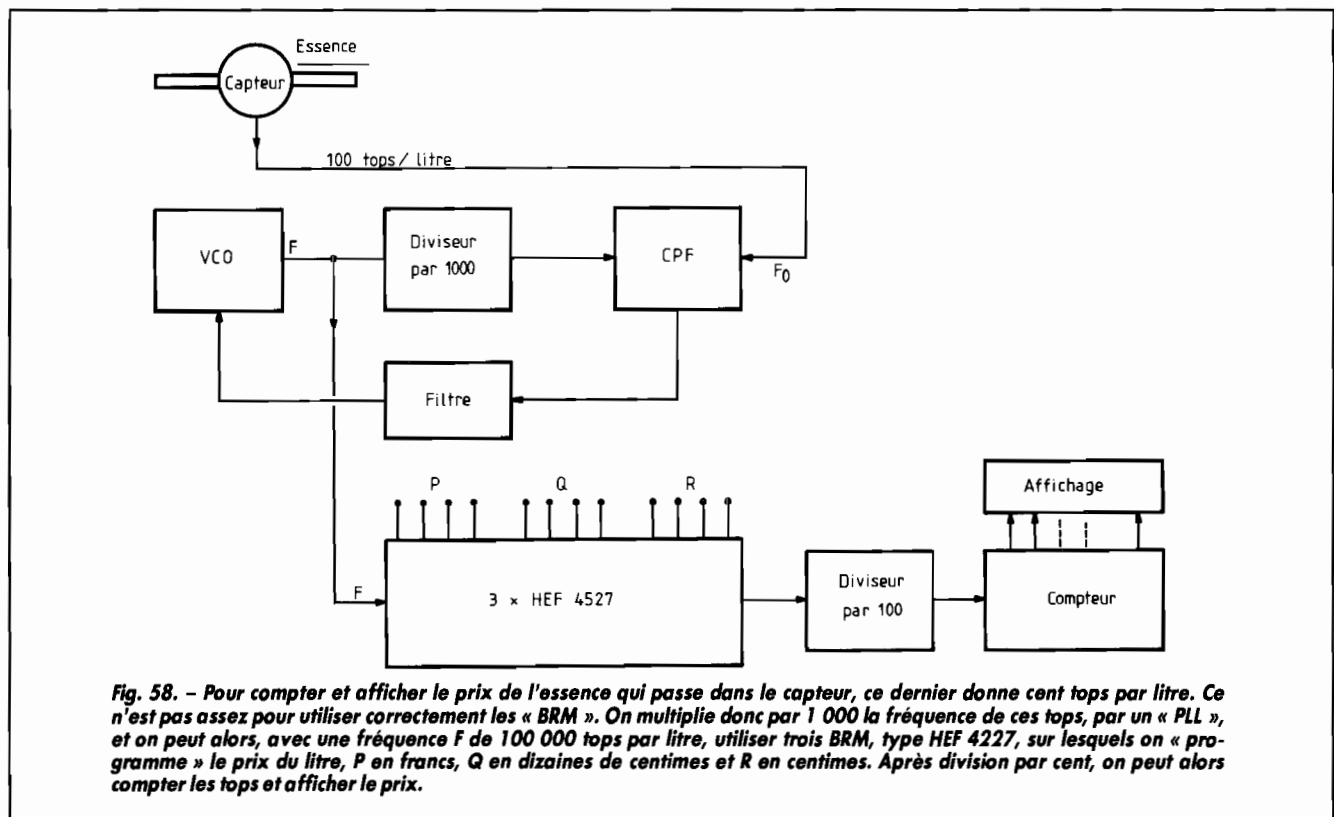 Essence
Capteur
100 tops / litre
VCO
F
Diviseur
par 1000
CPF
F0
Filtre
P Q R
F
3 × HEF 4527
Diviseur
par 100
Affichage
Compteur
Fig. 58. – Pour compter et afficher le prix de l'essence qui passe dans le capteur, ce dernier donne cent tops par litre. Ce
n'est pas assez pour utiliser correctement les « BRM ». On multiplie donc par 1 000 la fréquence de ces tops, par un « PLL »,
et on peut alors, avec une fréquence F de 100 000 tops par litre, utiliser trois BRM, type HEF 4227, sur lesquels on « pro-
gramme » le prix du litre, P en francs, Q en dizaines de centimes et R en centimes. Après division par cent, on peut alors
compter les tops et afficher le prix.